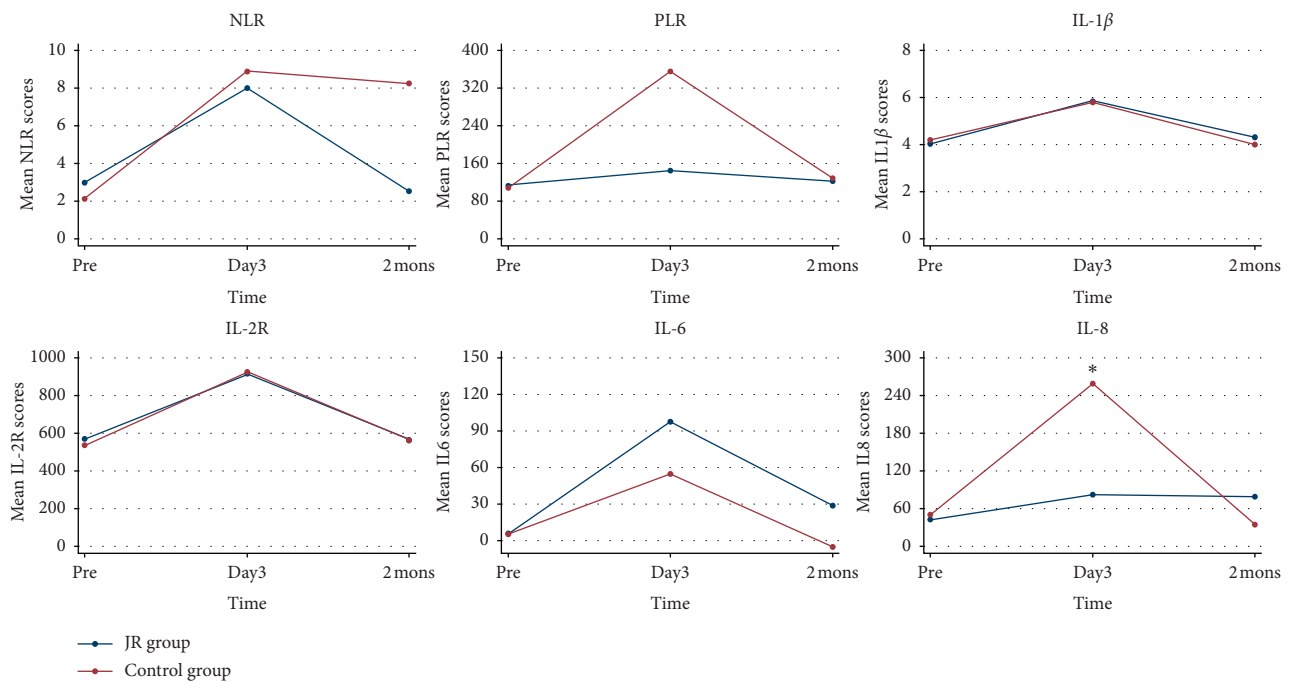 NLR
Mean NLR scores
10
8
6
4
2
0
Pre
Day3
2 mons
Time
PLR
Mean PLR scores
400
320
240
160
80
0
Pre
Day3
2 mons
Time
IL-1β
Mean IL1β scores
8
6
4
2
0
Pre
Day3
2 mons
Time
IL-2R
Mean IL-2R scores
1000
800
600
400
200
0
Pre
Day3
2 mons
Time
IL-6
Mean IL6 scores
150
120
90
60
30
0
Pre
Day3
2 mons
Time
IL-8
Mean IL8 scores
300
240
180
120
60
0
*
Pre
Day3
2 mons
Time
JR group
Control group